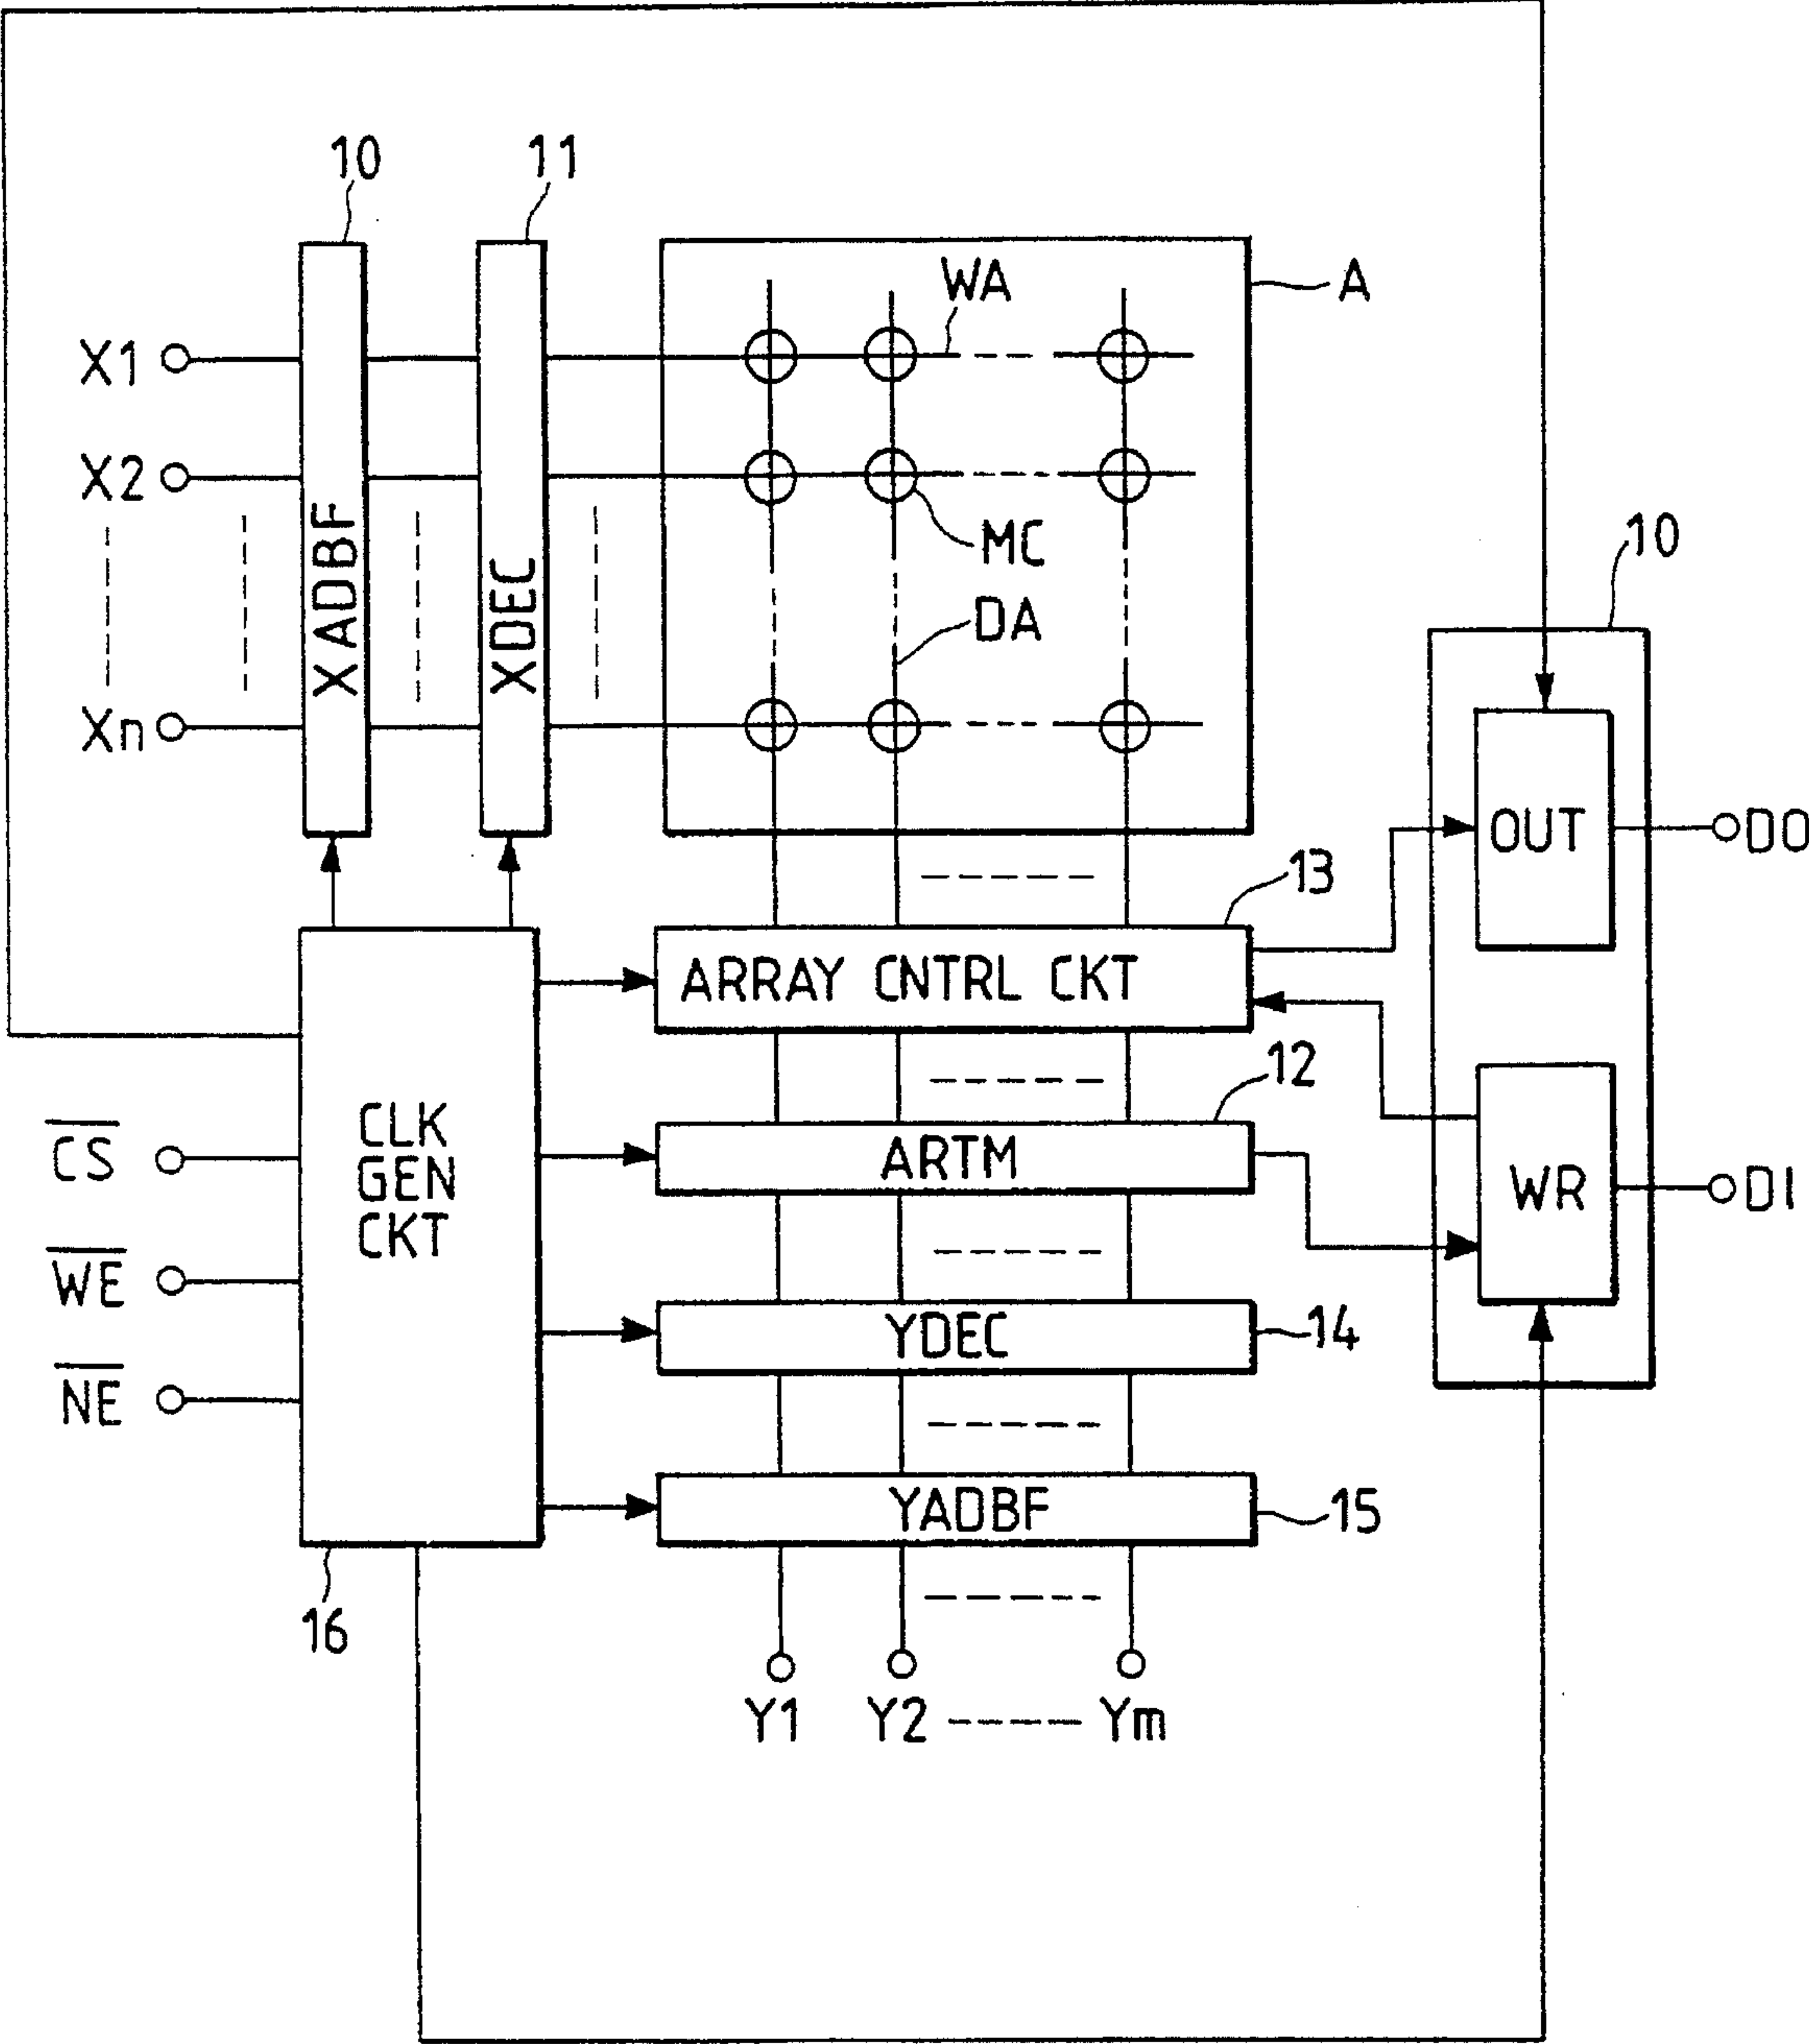 10
11
WA
A
X1
X2
Xn
XADBF
XDEC
MC
DA
10
OUT
DO
13
ARRAY CNTRL CKT
12
CLK
GEN
CKT
CS
WE
NE
ARTM
WR
DI
YDEC
14
YADBF
15
16
Y1 Y2 Ym